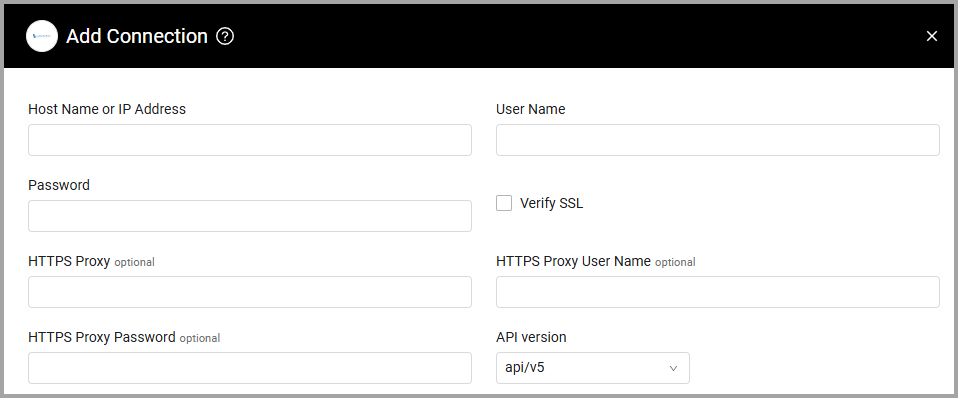 Add Connection ?
Host Name or IP Address
User Name
Password
Verify SSL
HTTPS Proxy optional
HTTPS Proxy User Name optional
HTTPS Proxy Password optional
API version
api/v5